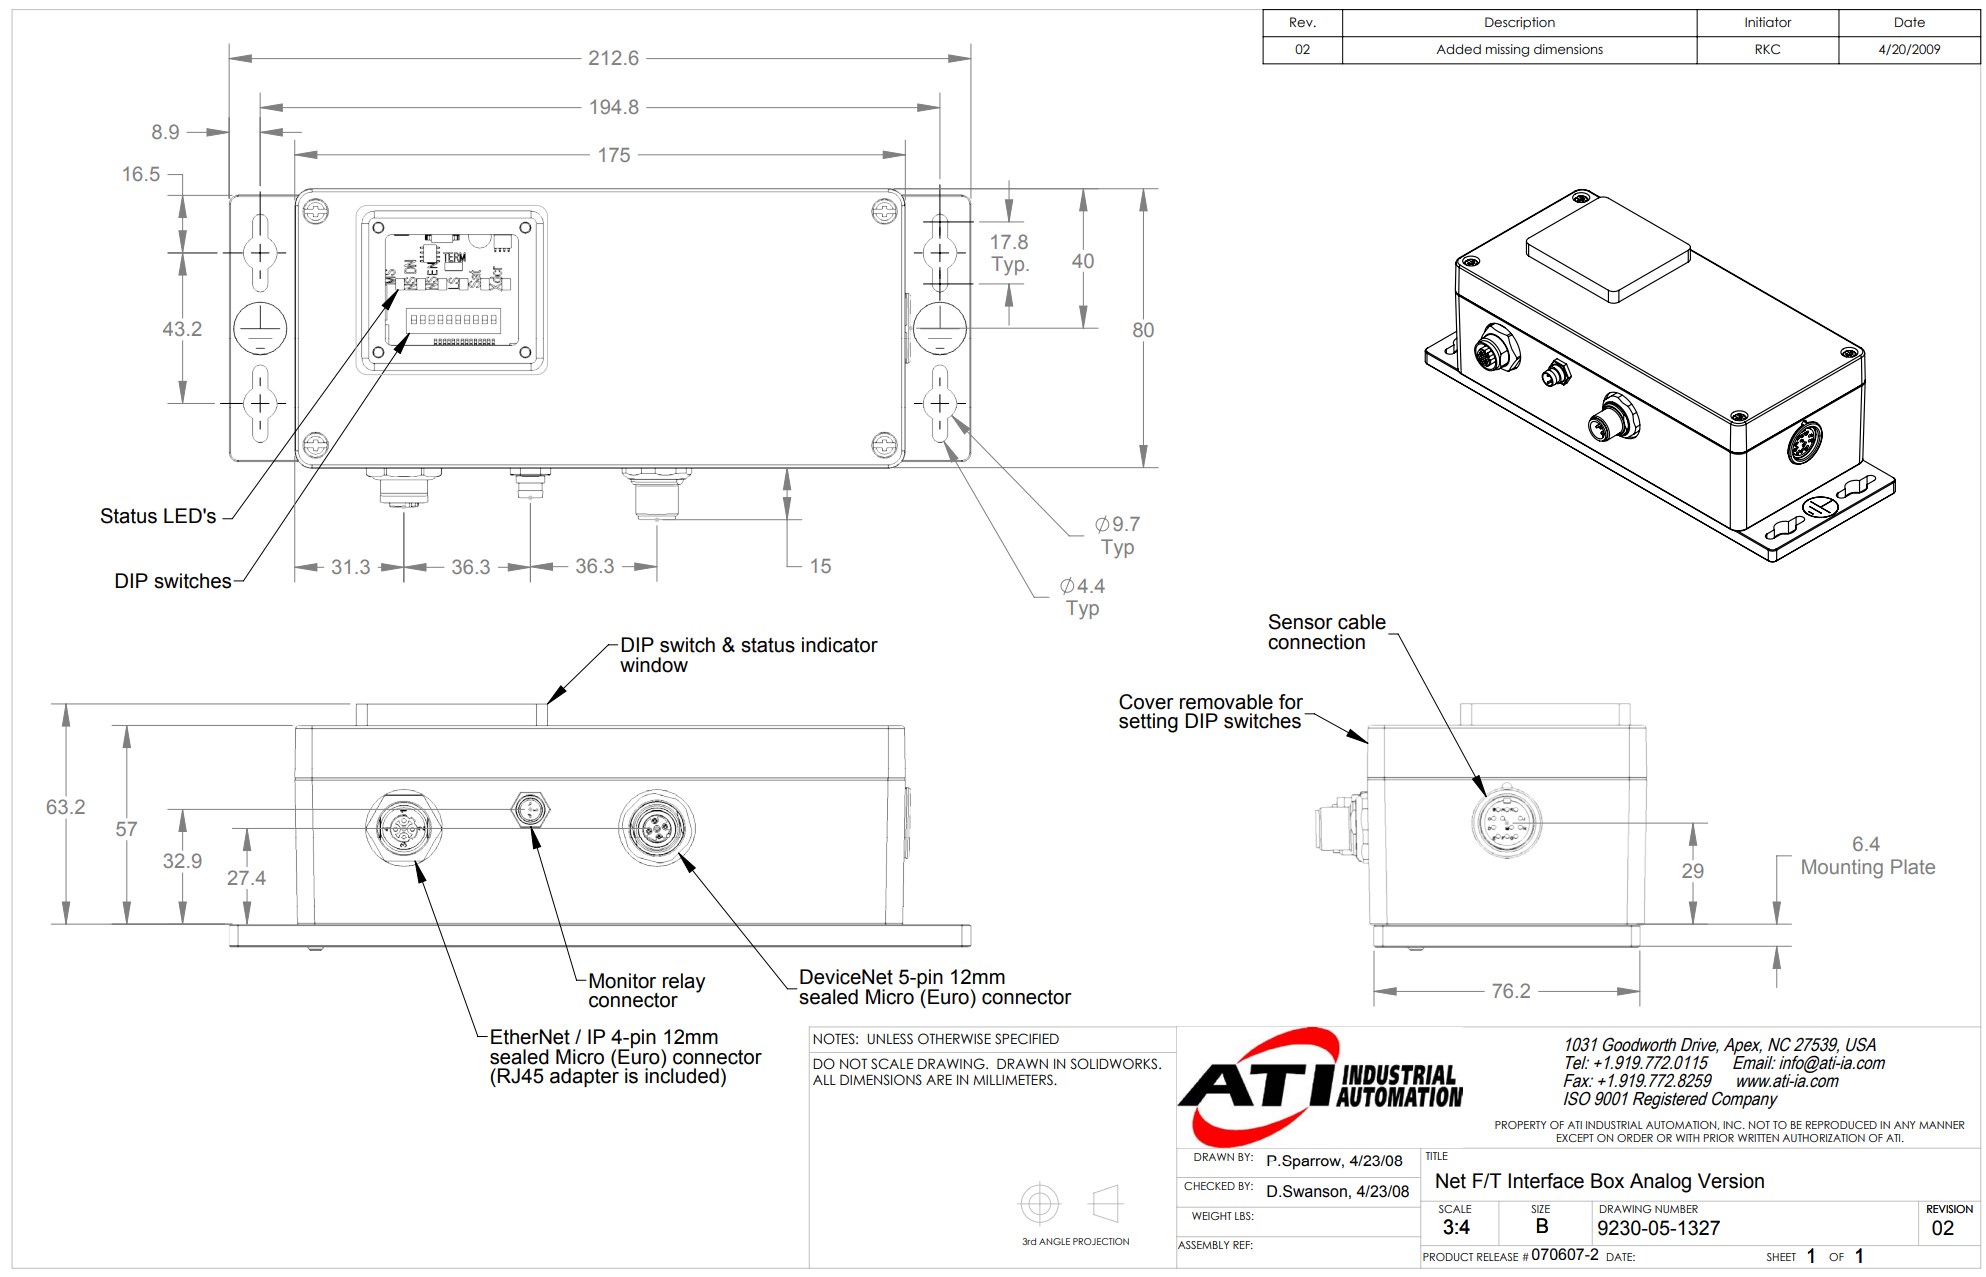 Rev. Description Initiator Date
02 Added missing dimensions RKC 4/20/2009
212.6
194.8
8.9
175
16.5
17.8
Typ.
40
43.2
80
MS
NS DN
NS EN
TERM
LS
Sat
Xcr
Status LED's
DIP switches
31.3
36.3
36.3
15
Ø9.7
Typ
Ø4.4
Typ
DIP switch & status indicator
window
Sensor cable
connection
Cover removable for
setting DIP switches
63.2
57
32.9
27.4
29
6.4
Mounting Plate
76.2
Monitor relay
connector
DeviceNet 5-pin 12mm
sealed Micro (Euro) connector
EtherNet / IP 4-pin 12mm
sealed Micro (Euro) connector
(RJ45 adapter is included)
NOTES: UNLESS OTHERWISE SPECIFIED
DO NOT SCALE DRAWING. DRAWN IN SOLIDWORKS.
ALL DIMENSIONS ARE IN MILLIMETERS.
3rd ANGLE PROJECTION
ATI INDUSTRIAL
AUTOMATION
1031 Goodworth Drive, Apex, NC 27539, USA
Tel: +1.919.772.0115 Email: info@ati-ia.com
Fax: +1.919.772.8259 www.ati-ia.com
ISO 9001 Registered Company
PROPERTY OF ATI INDUSTRIAL AUTOMATION, INC. NOT TO BE REPRODUCED IN ANY MANNER
EXCEPT ON ORDER OR WITH PRIOR WRITTEN AUTHORIZATION OF ATI.
DRAWN BY: P.Sparrow, 4/23/08
CHECKED BY: D.Swanson, 4/23/08
WEIGHT LBS:
ASSEMBLY REF:
TITLE
Net F/T Interface Box Analog Version
SCALE SIZE DRAWING NUMBER REVISION
3:4 B 9230-05-1327 02
PRODUCT RELEASE # 070607-2 DATE: SHEET 1 OF 1